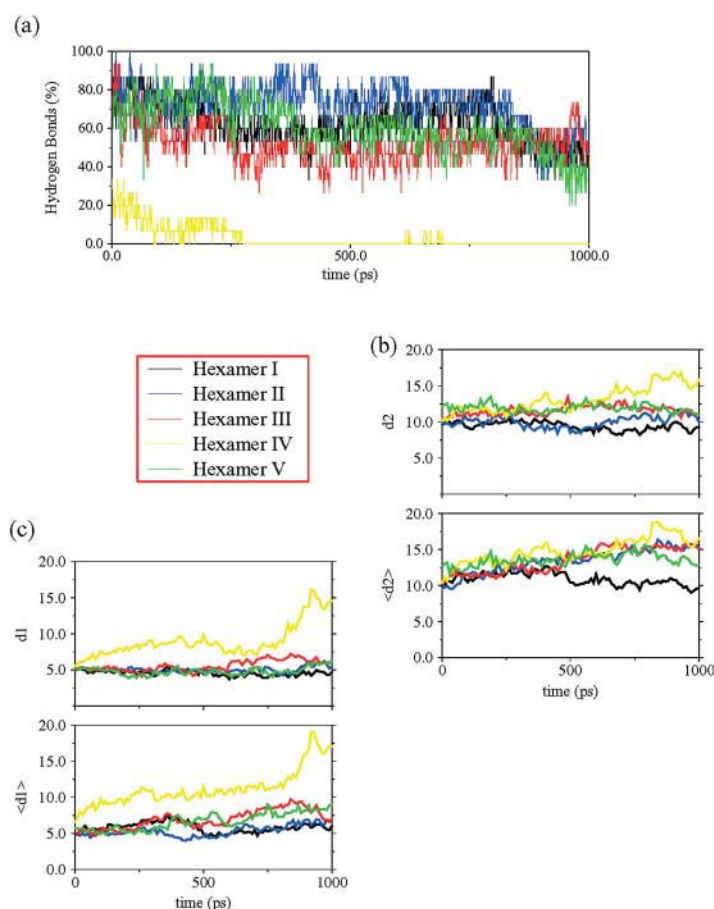 (a)
Hydrogen Bonds (%)
100.0
80.0
60.0
40.0
20.0
0.0
0.0 500.0 1000.0
time (ps)
Hexamer I
Hexamer II
Hexamer III
Hexamer IV
Hexamer V
(b)
d2
20.0
15.0
10.0
5.0
<d2>
20.0
15.0
10.0
5.0
0.0
0 500 1000
time (ps)
(c)
d1
20.0
15.0
10.0
5.0
<d1>
20.0
15.0
10.0
5.0
0.0
0 500 1000
time (ps)